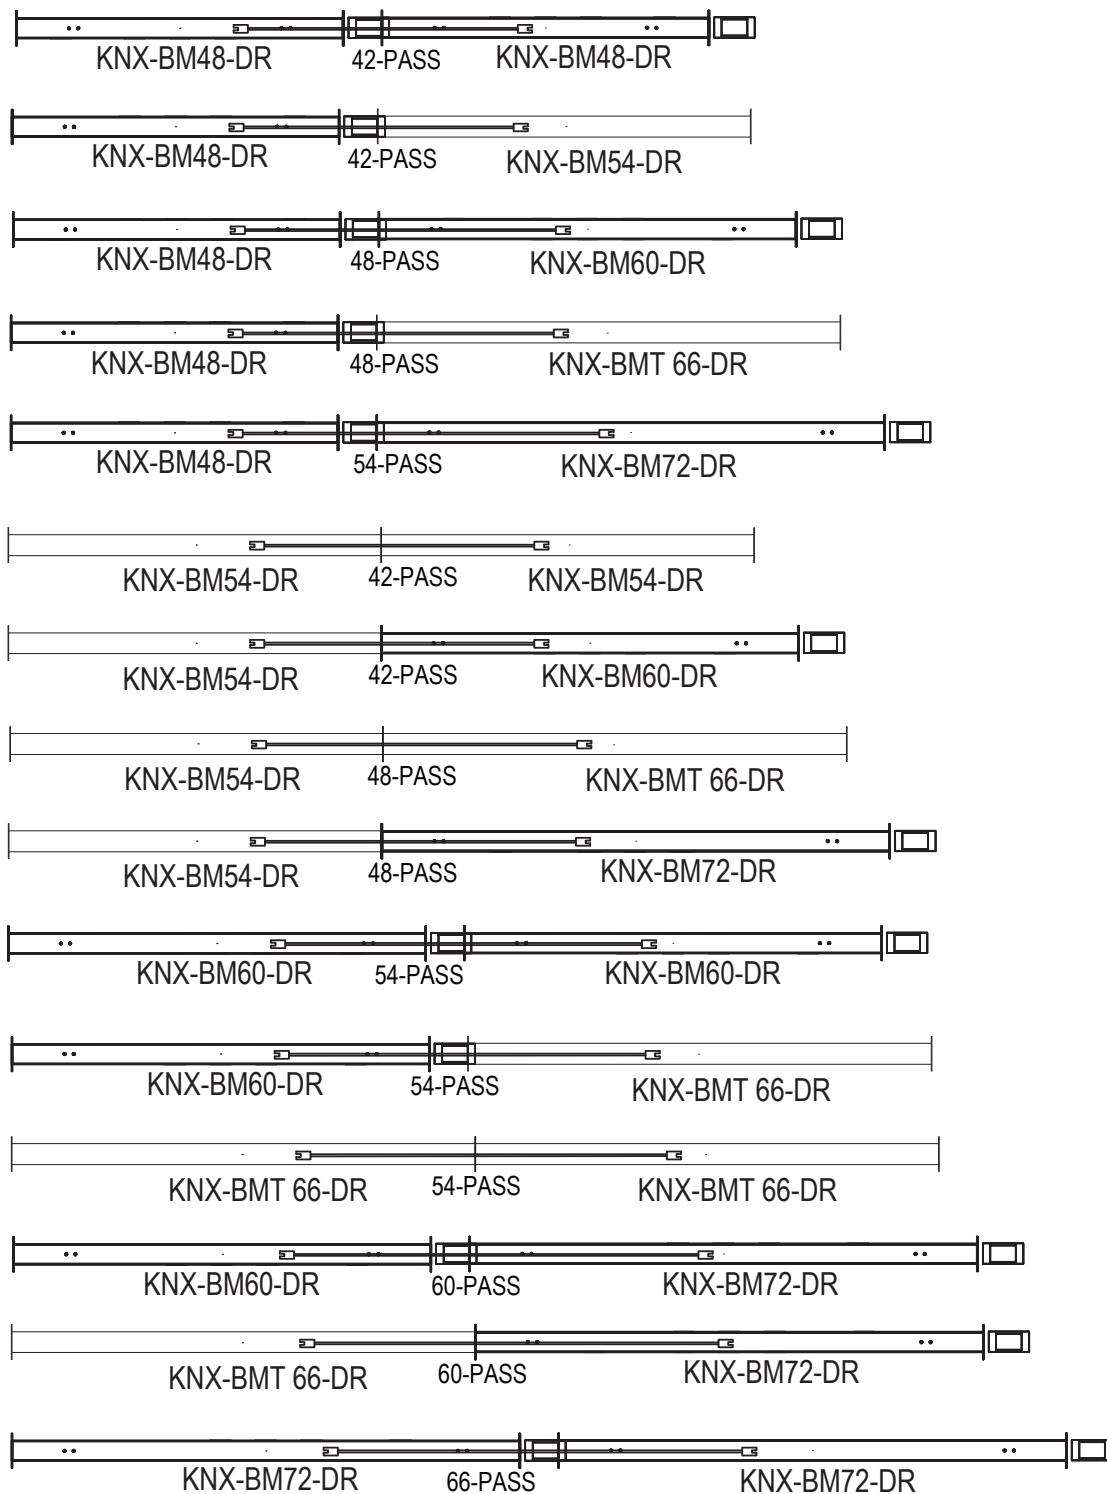 KNX-BM48-DR 42-PASS KNX-BM48-DR
KNX-BM48-DR 42-PASS KNX-BM54-DR
KNX-BM48-DR 48-PASS KNX-BM60-DR
KNX-BM48-DR 48-PASS KNX-BMT 66-DR
KNX-BM48-DR 54-PASS KNX-BM72-DR
KNX-BM54-DR 42-PASS KNX-BM54-DR
KNX-BM54-DR 42-PASS KNX-BM60-DR
KNX-BM54-DR 48-PASS KNX-BMT 66-DR
KNX-BM54-DR 48-PASS KNX-BM72-DR
KNX-BM60-DR 54-PASS KNX-BM60-DR
KNX-BM60-DR 54-PASS KNX-BMT 66-DR
KNX-BMT 66-DR 54-PASS KNX-BMT 66-DR
KNX-BM60-DR 60-PASS KNX-BM72-DR
KNX-BMT 66-DR 60-PASS KNX-BM72-DR
KNX-BM72-DR 66-PASS KNX-BM72-DR